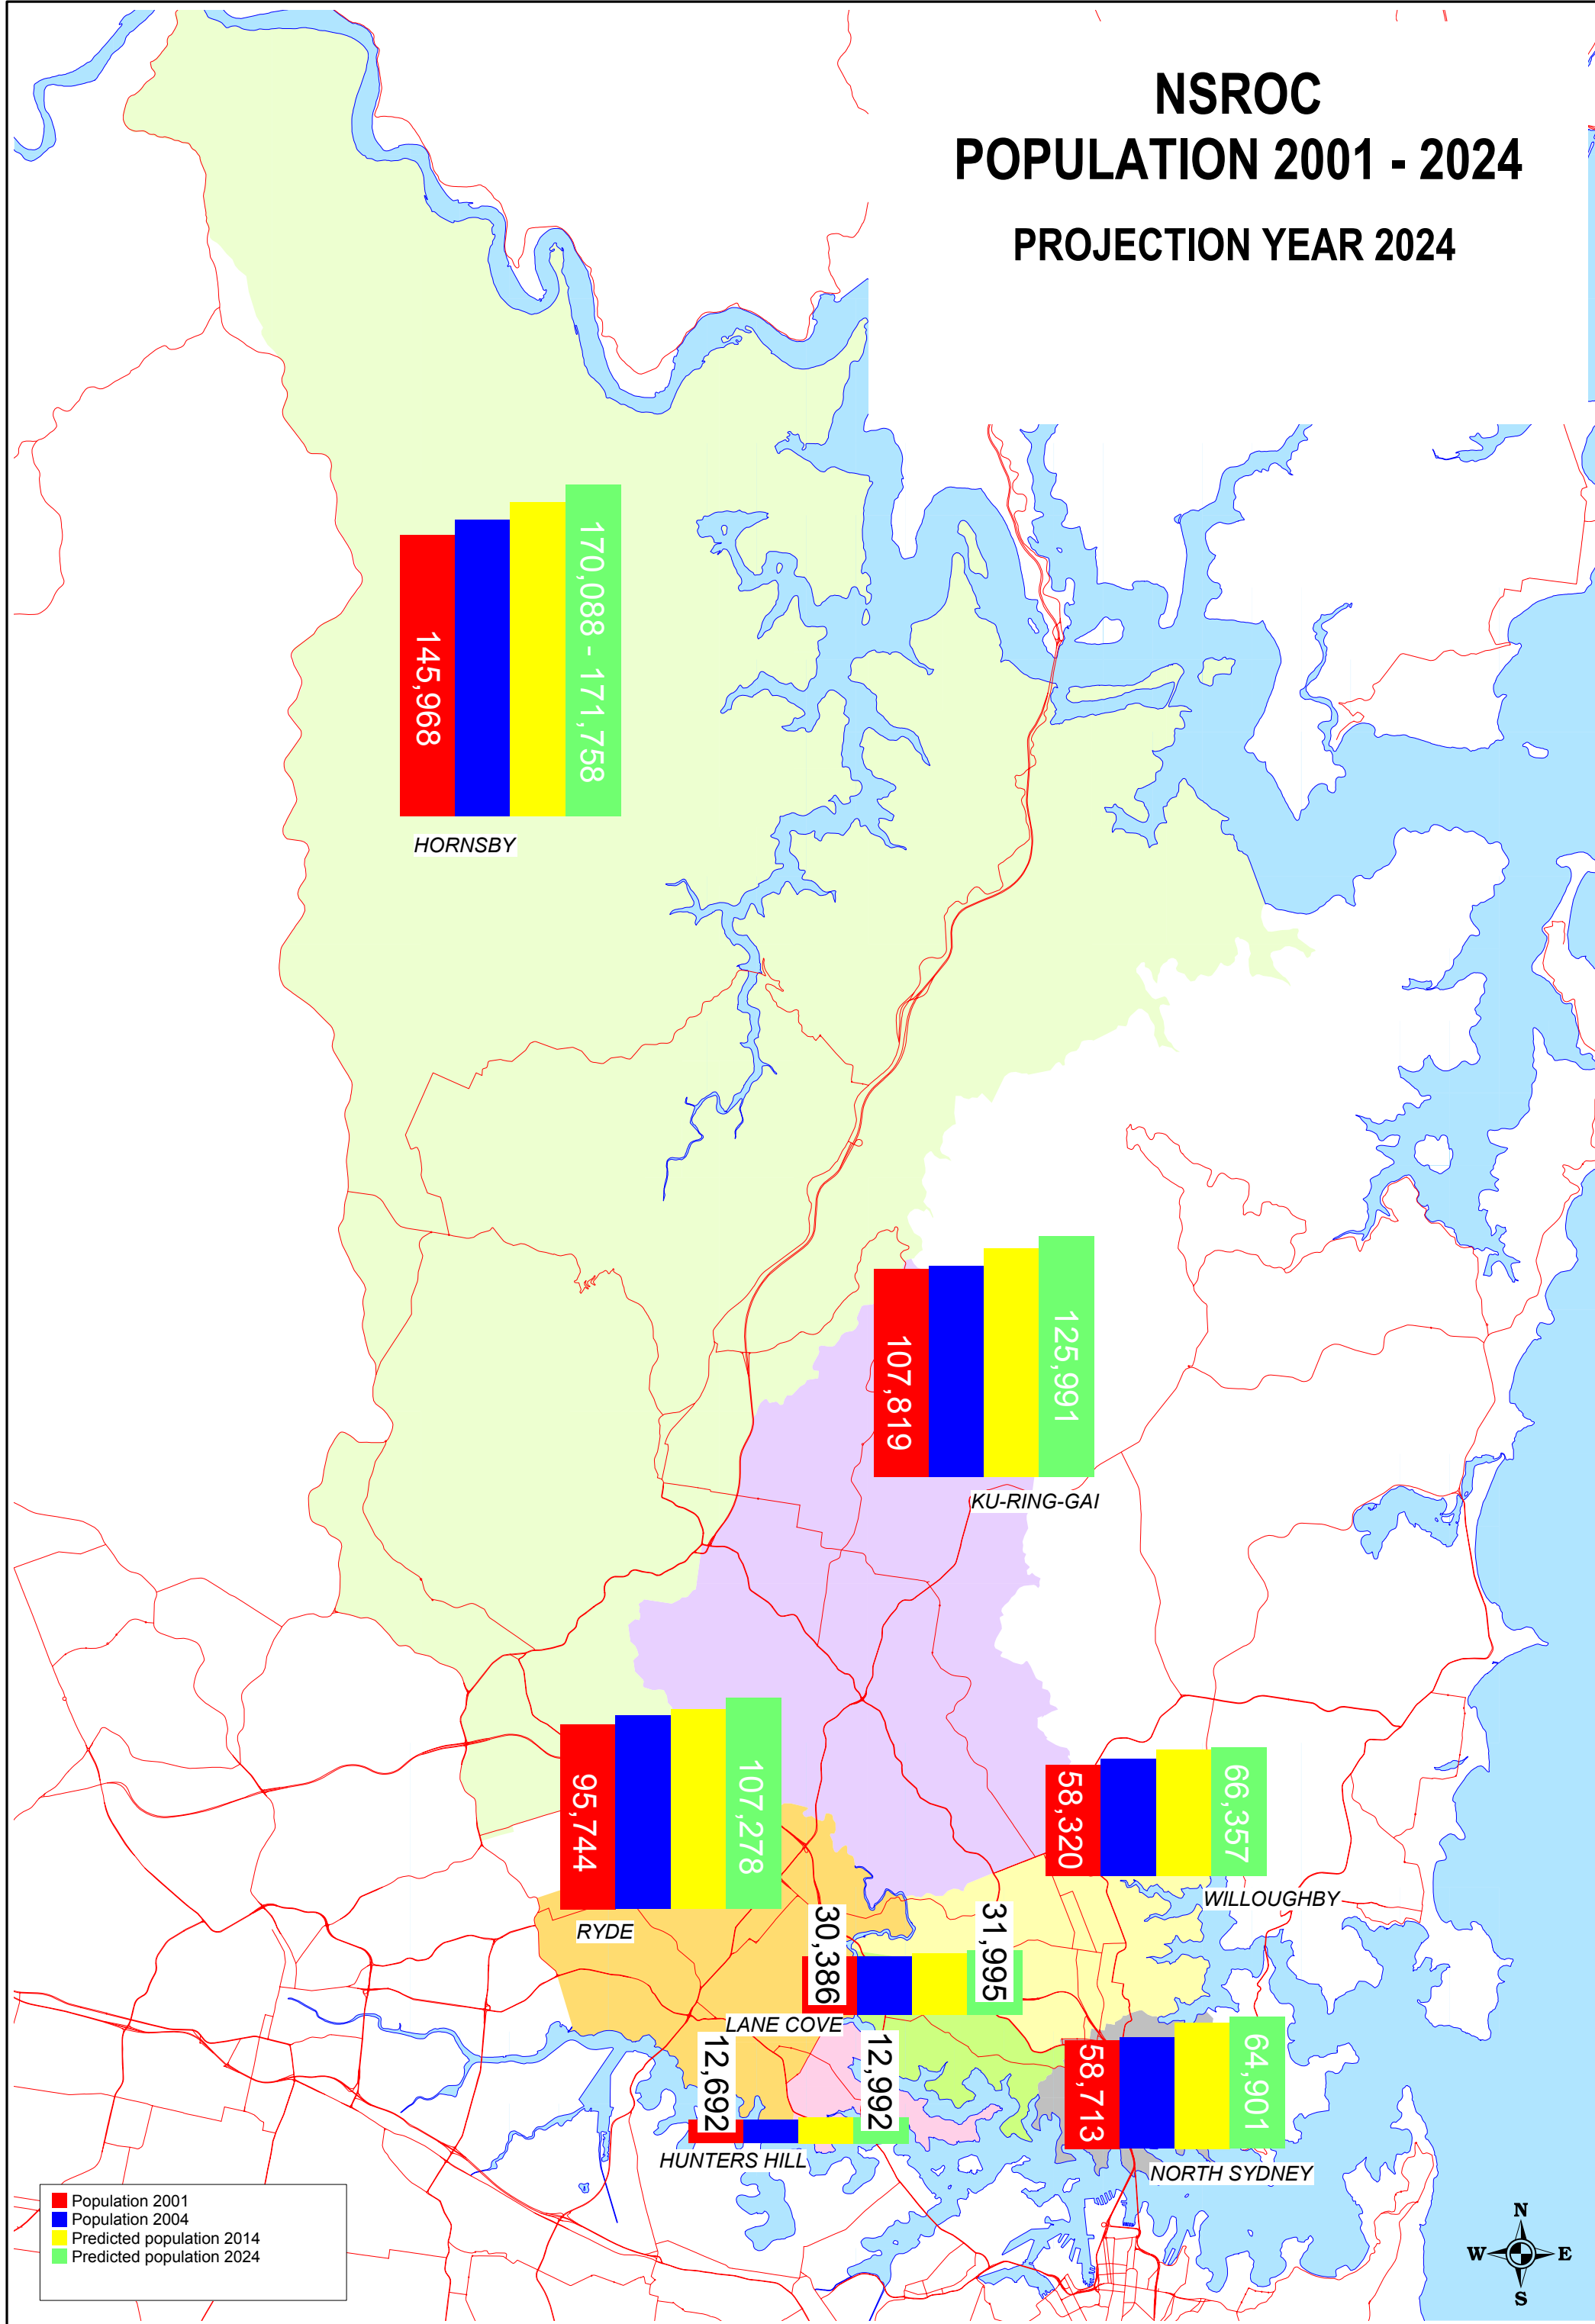 NSROC
POPULATION 2001 - 2024
PROJECTION YEAR 2024
145,968
170,088 - 171,758
HORNSBY
107,819
125,991
KU-RING-GAI
95,744
107,278
RYDE
58,320
66,357
WILLOUGHBY
30,386
31,995
LANE COVE
12,692
12,992
HUNTERS HILL
58,713
64,901
NORTH SYDNEY
Population 2001
Population 2004
Predicted population 2014
Predicted population 2024
N
W E
S